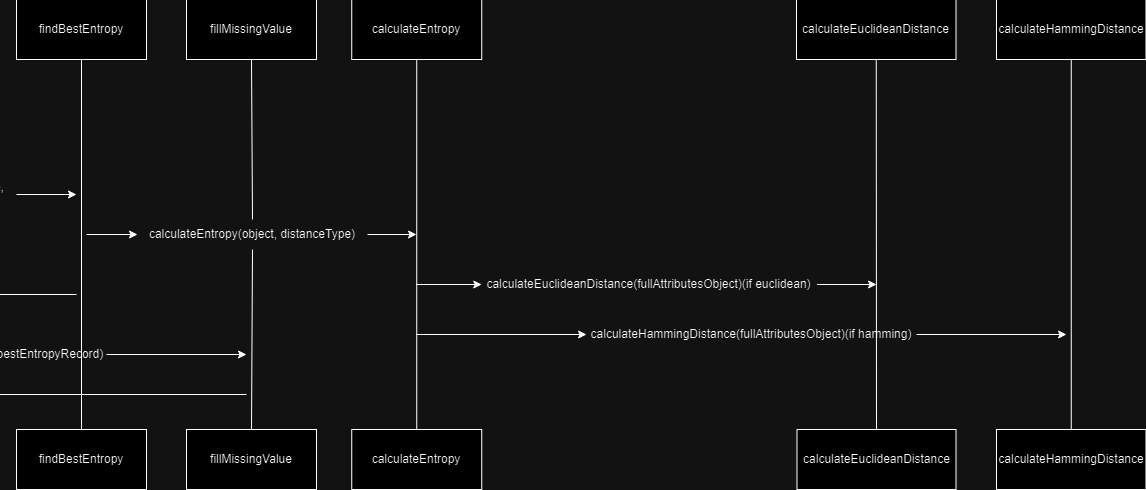 findBestEntropy
fillMissingValue
calculateEntropy
calculateEuclideanDistance
calculateHammingDistance
calculateEntropy(object, distanceType)
calculateEuclideanDistance(fullAttributesObject)(if euclidean)
calculateHammingDistance(fullAttributesObject)(if hamming)
bestEntropyRecord)
findBestEntropy
fillMissingValue
calculateEntropy
calculateEuclideanDistance
calculateHammingDistance